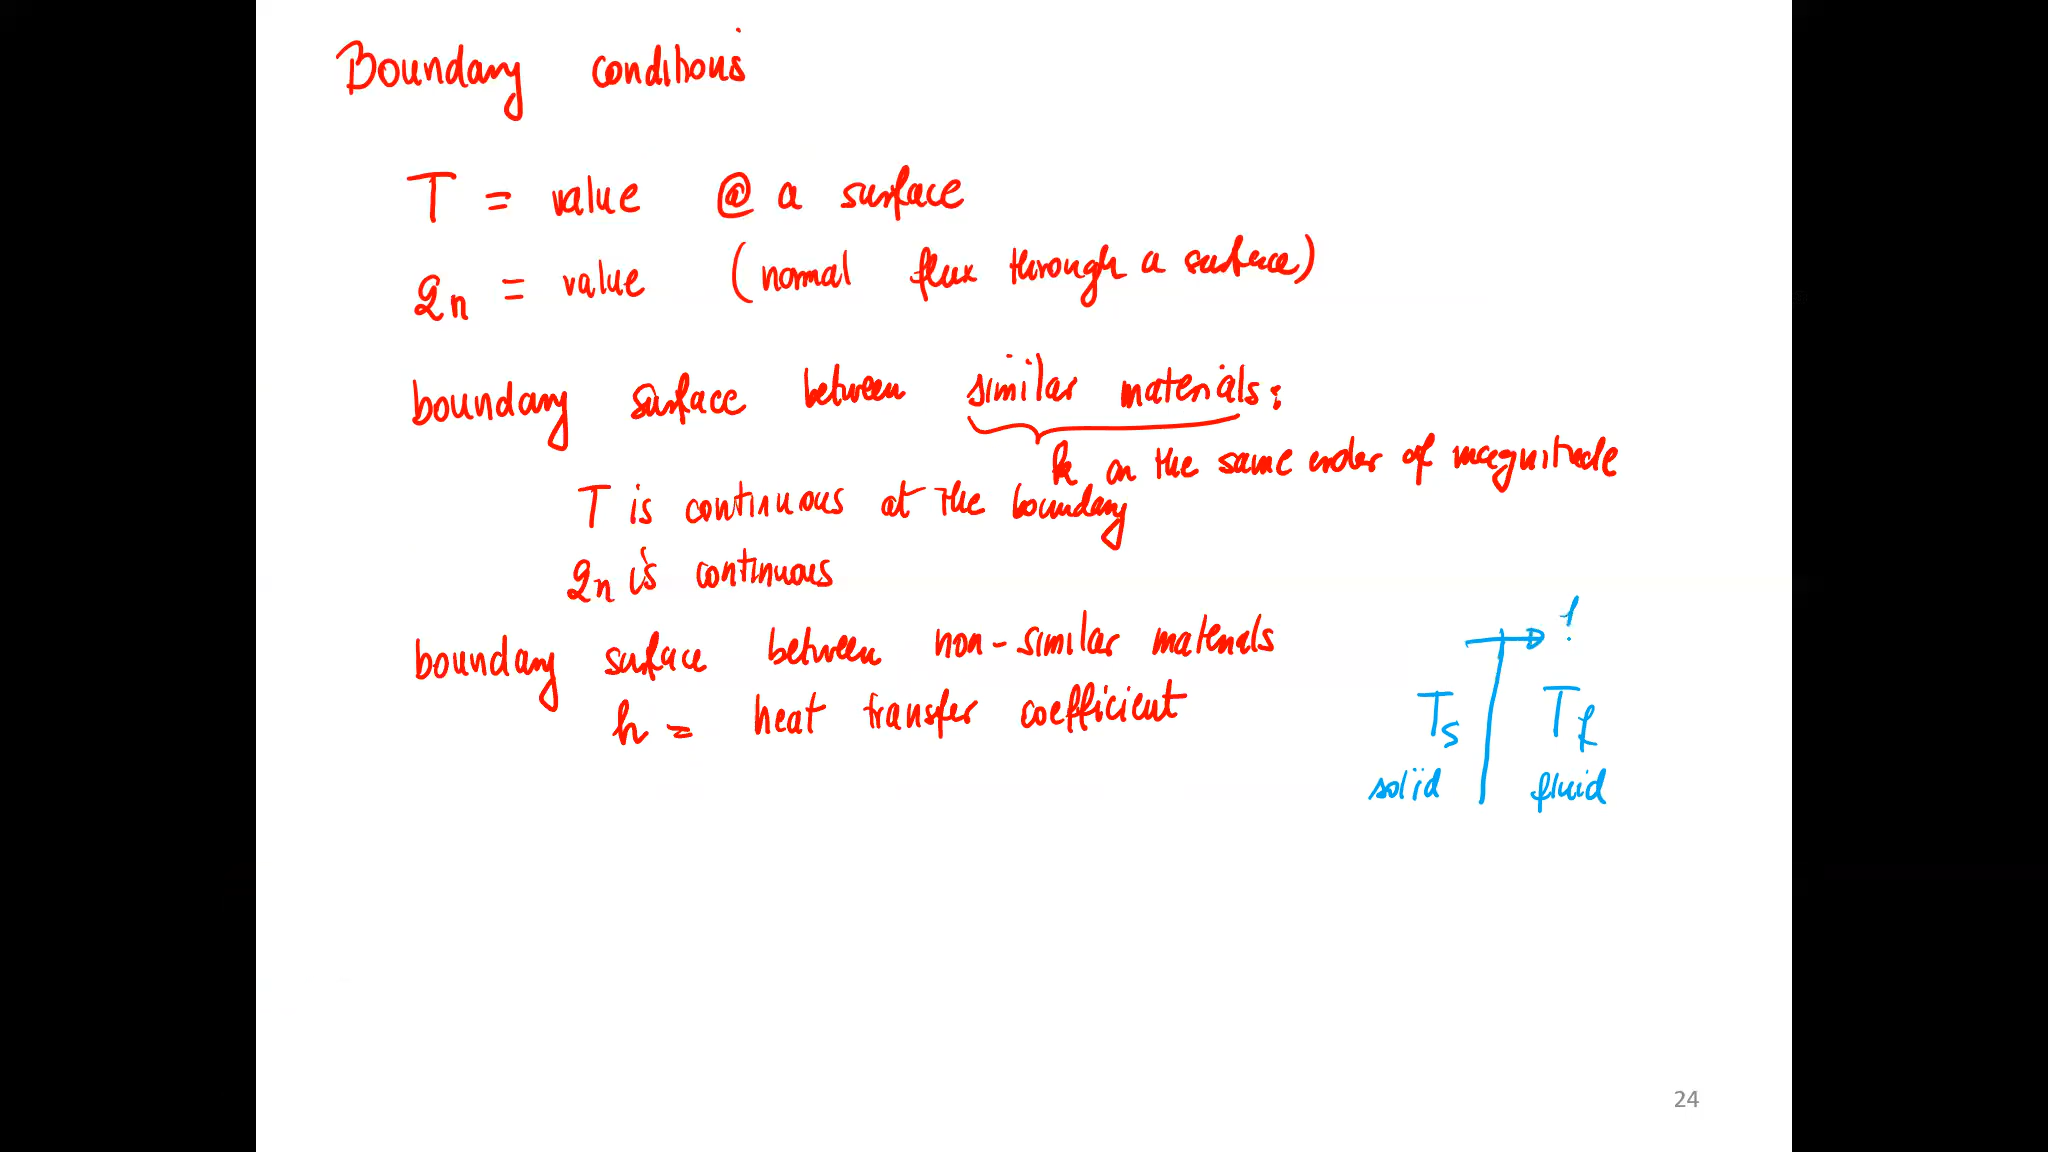 Boundary conditions
T = value @ a surface
qn = value (normal flux through a surface)
boundary surface between similar materials:
k on the same order of magnitude
T is continuous at the boundary
qn is continuous
boundary surface between non-similar materials
h = heat transfer coefficient
!
Ts Tf
solid fluid
24